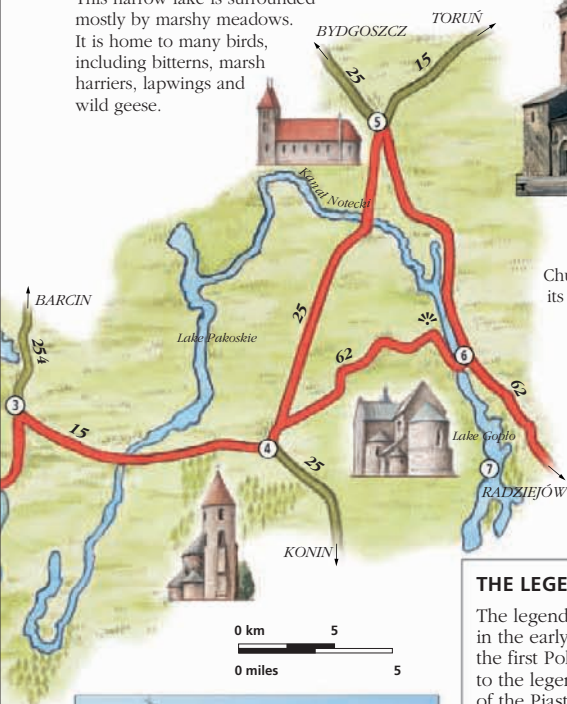 This narrow lake is surrounded
mostly by marshy meadows.
It is home to many birds,
including bitterns, marsh
harriers, lapwings and
wild geese.
BYDGOSZCZ
TORUŃ
25
15
5
Kanał Notecki
Chu
its
BARCIN
254
Lake Pakoskie
25
62
6
3
15
4
62
Lake Gopło
25
7
RADZIEJÓW
KONIN
0 km 5
0 miles 5
THE LEGE
The legend
in the early
the first Pol
to the legen
of the Piast